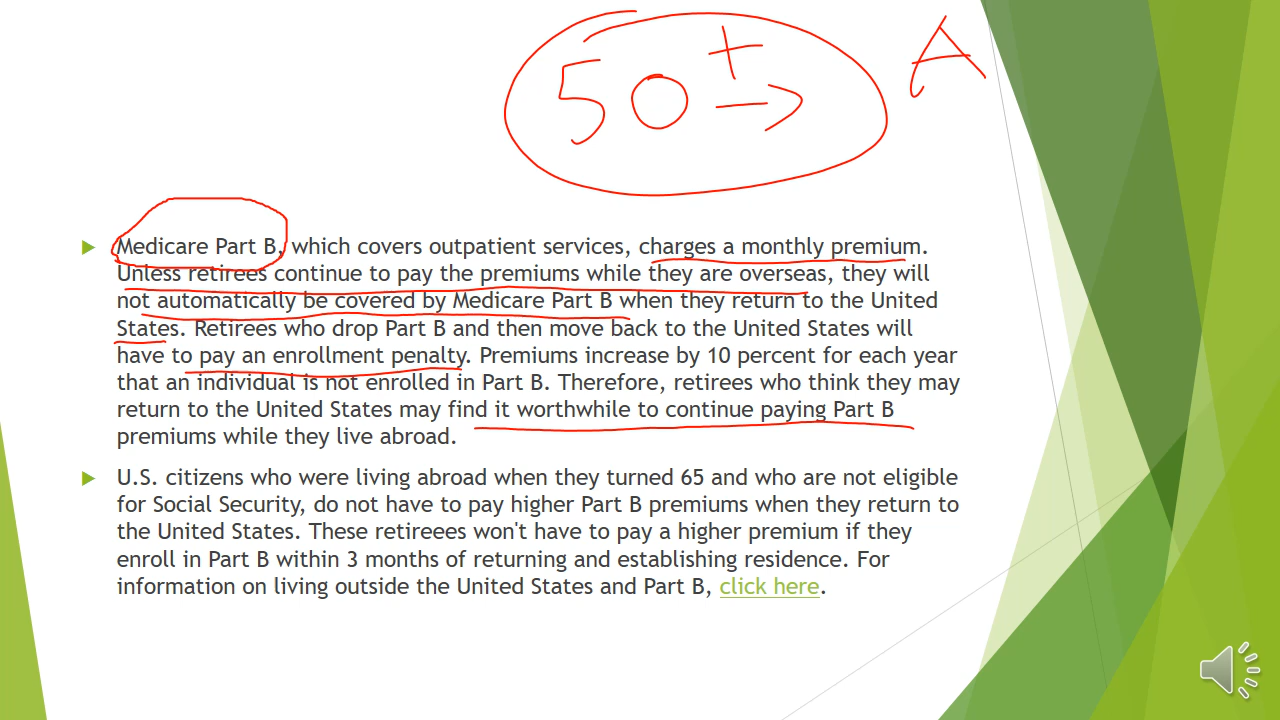 50+
A
Medicare Part B, which covers outpatient services, charges a monthly premium.
Unless retirees continue to pay the premiums while they are overseas, they will
not automatically be covered by Medicare Part B when they return to the United
States. Retirees who drop Part B and then move back to the United States will
have to pay an enrollment penalty. Premiums increase by 10 percent for each year
that an individual is not enrolled in Part B. Therefore, retirees who think they may
return to the United States may find it worthwhile to continue paying Part B
premiums while they live abroad.
U.S. citizens who were living abroad when they turned 65 and who are not eligible
for Social Security, do not have to pay higher Part B premiums when they return to
the United States. These retireees won't have to pay a higher premium if they
enroll in Part B within 3 months of returning and establishing residence. For
information on living outside the United States and Part B, click here.